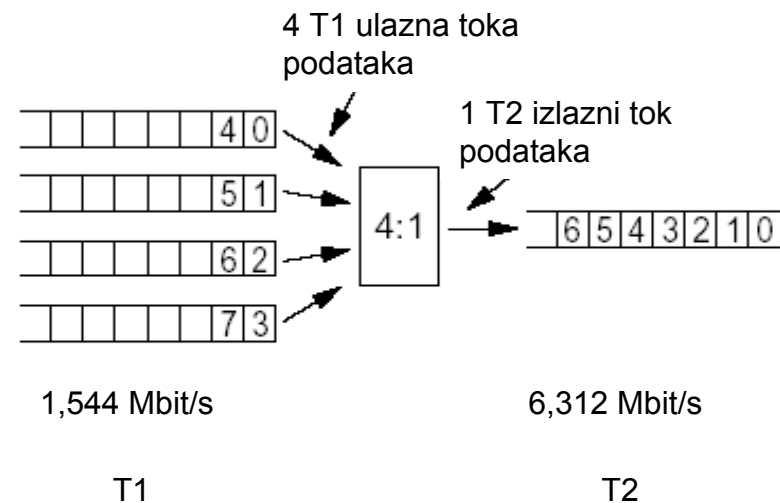 4 T1 ulazna toka
podataka
1 T2 izlazni tok
podataka
4 0
5 1
6 2
7 3
4:1
6 5 4 3 2 1 0
1,544 Mbit/s
6,312 Mbit/s
T1
T2